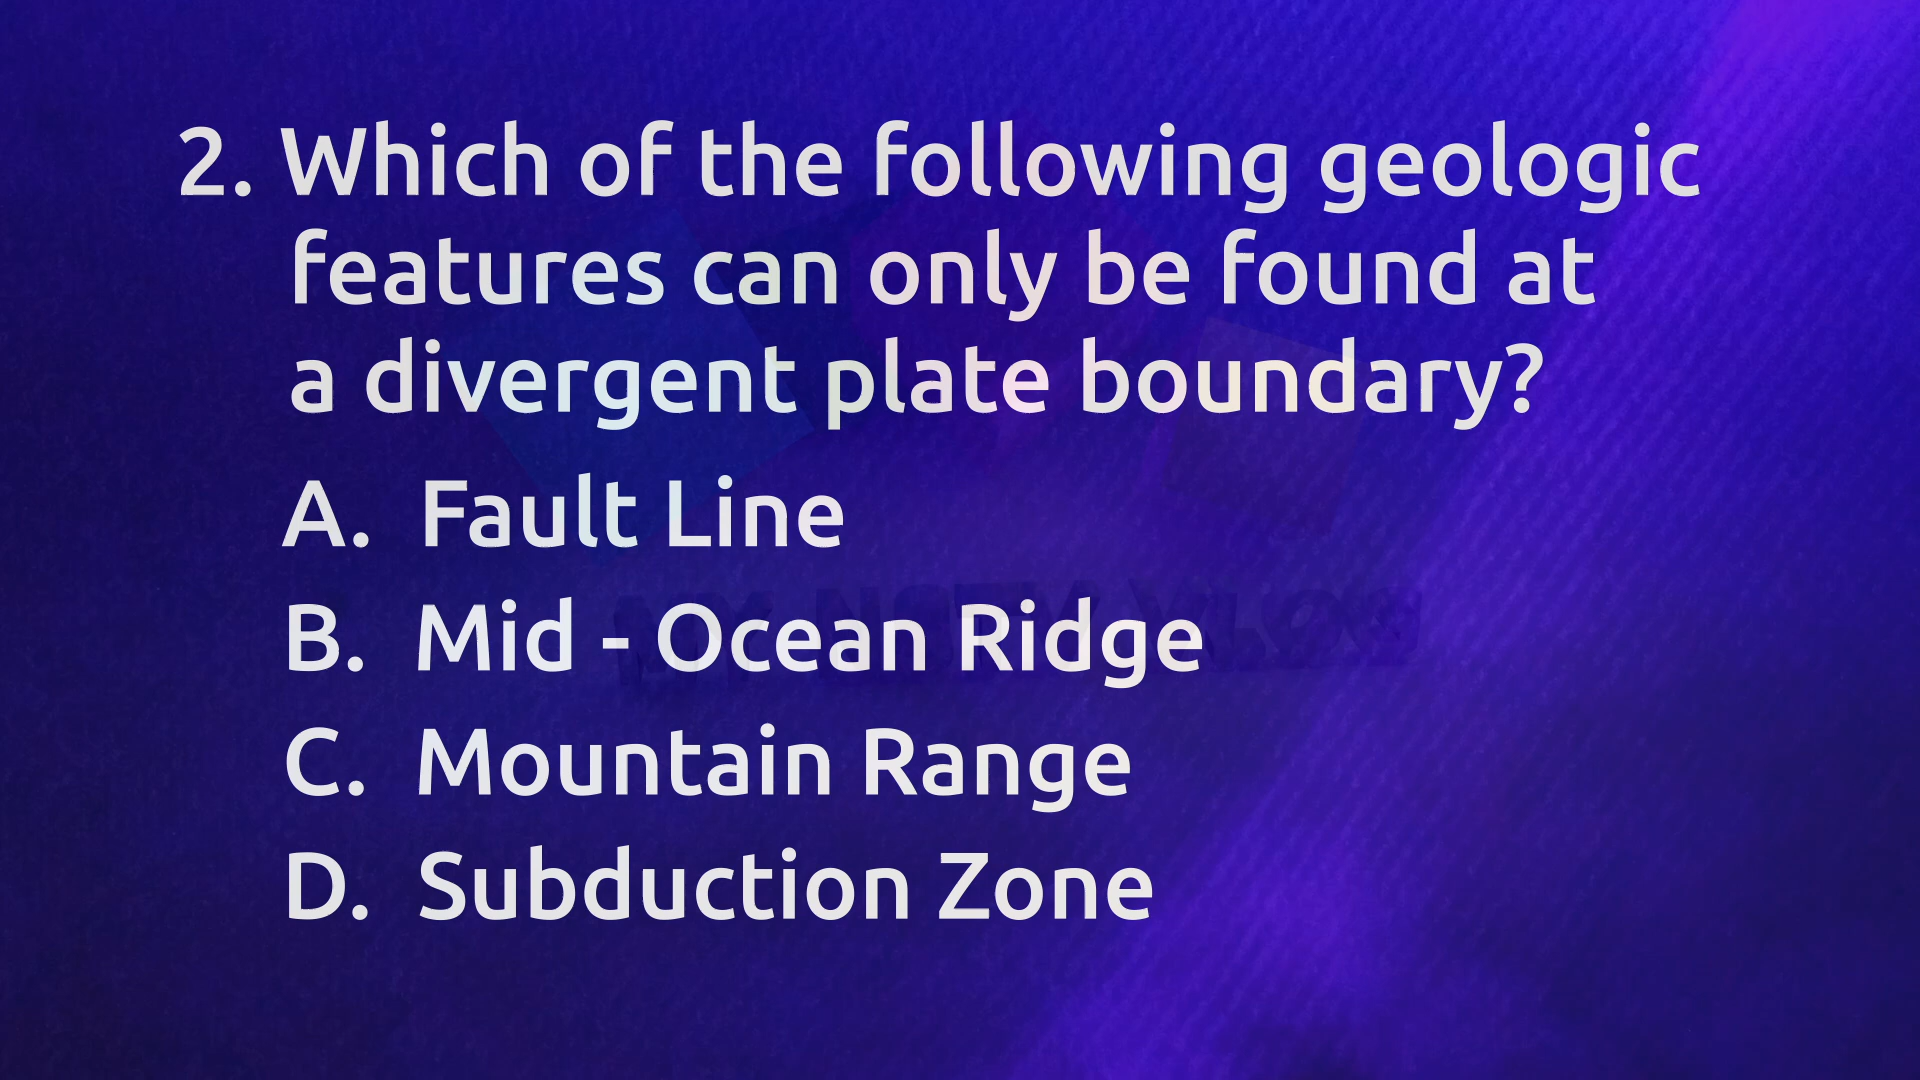 2. Which of the following geologic
features can only be found at
a divergent plate boundary?
A. Fault Line
B. Mid - Ocean Ridge
C. Mountain Range
D. Subduction Zone